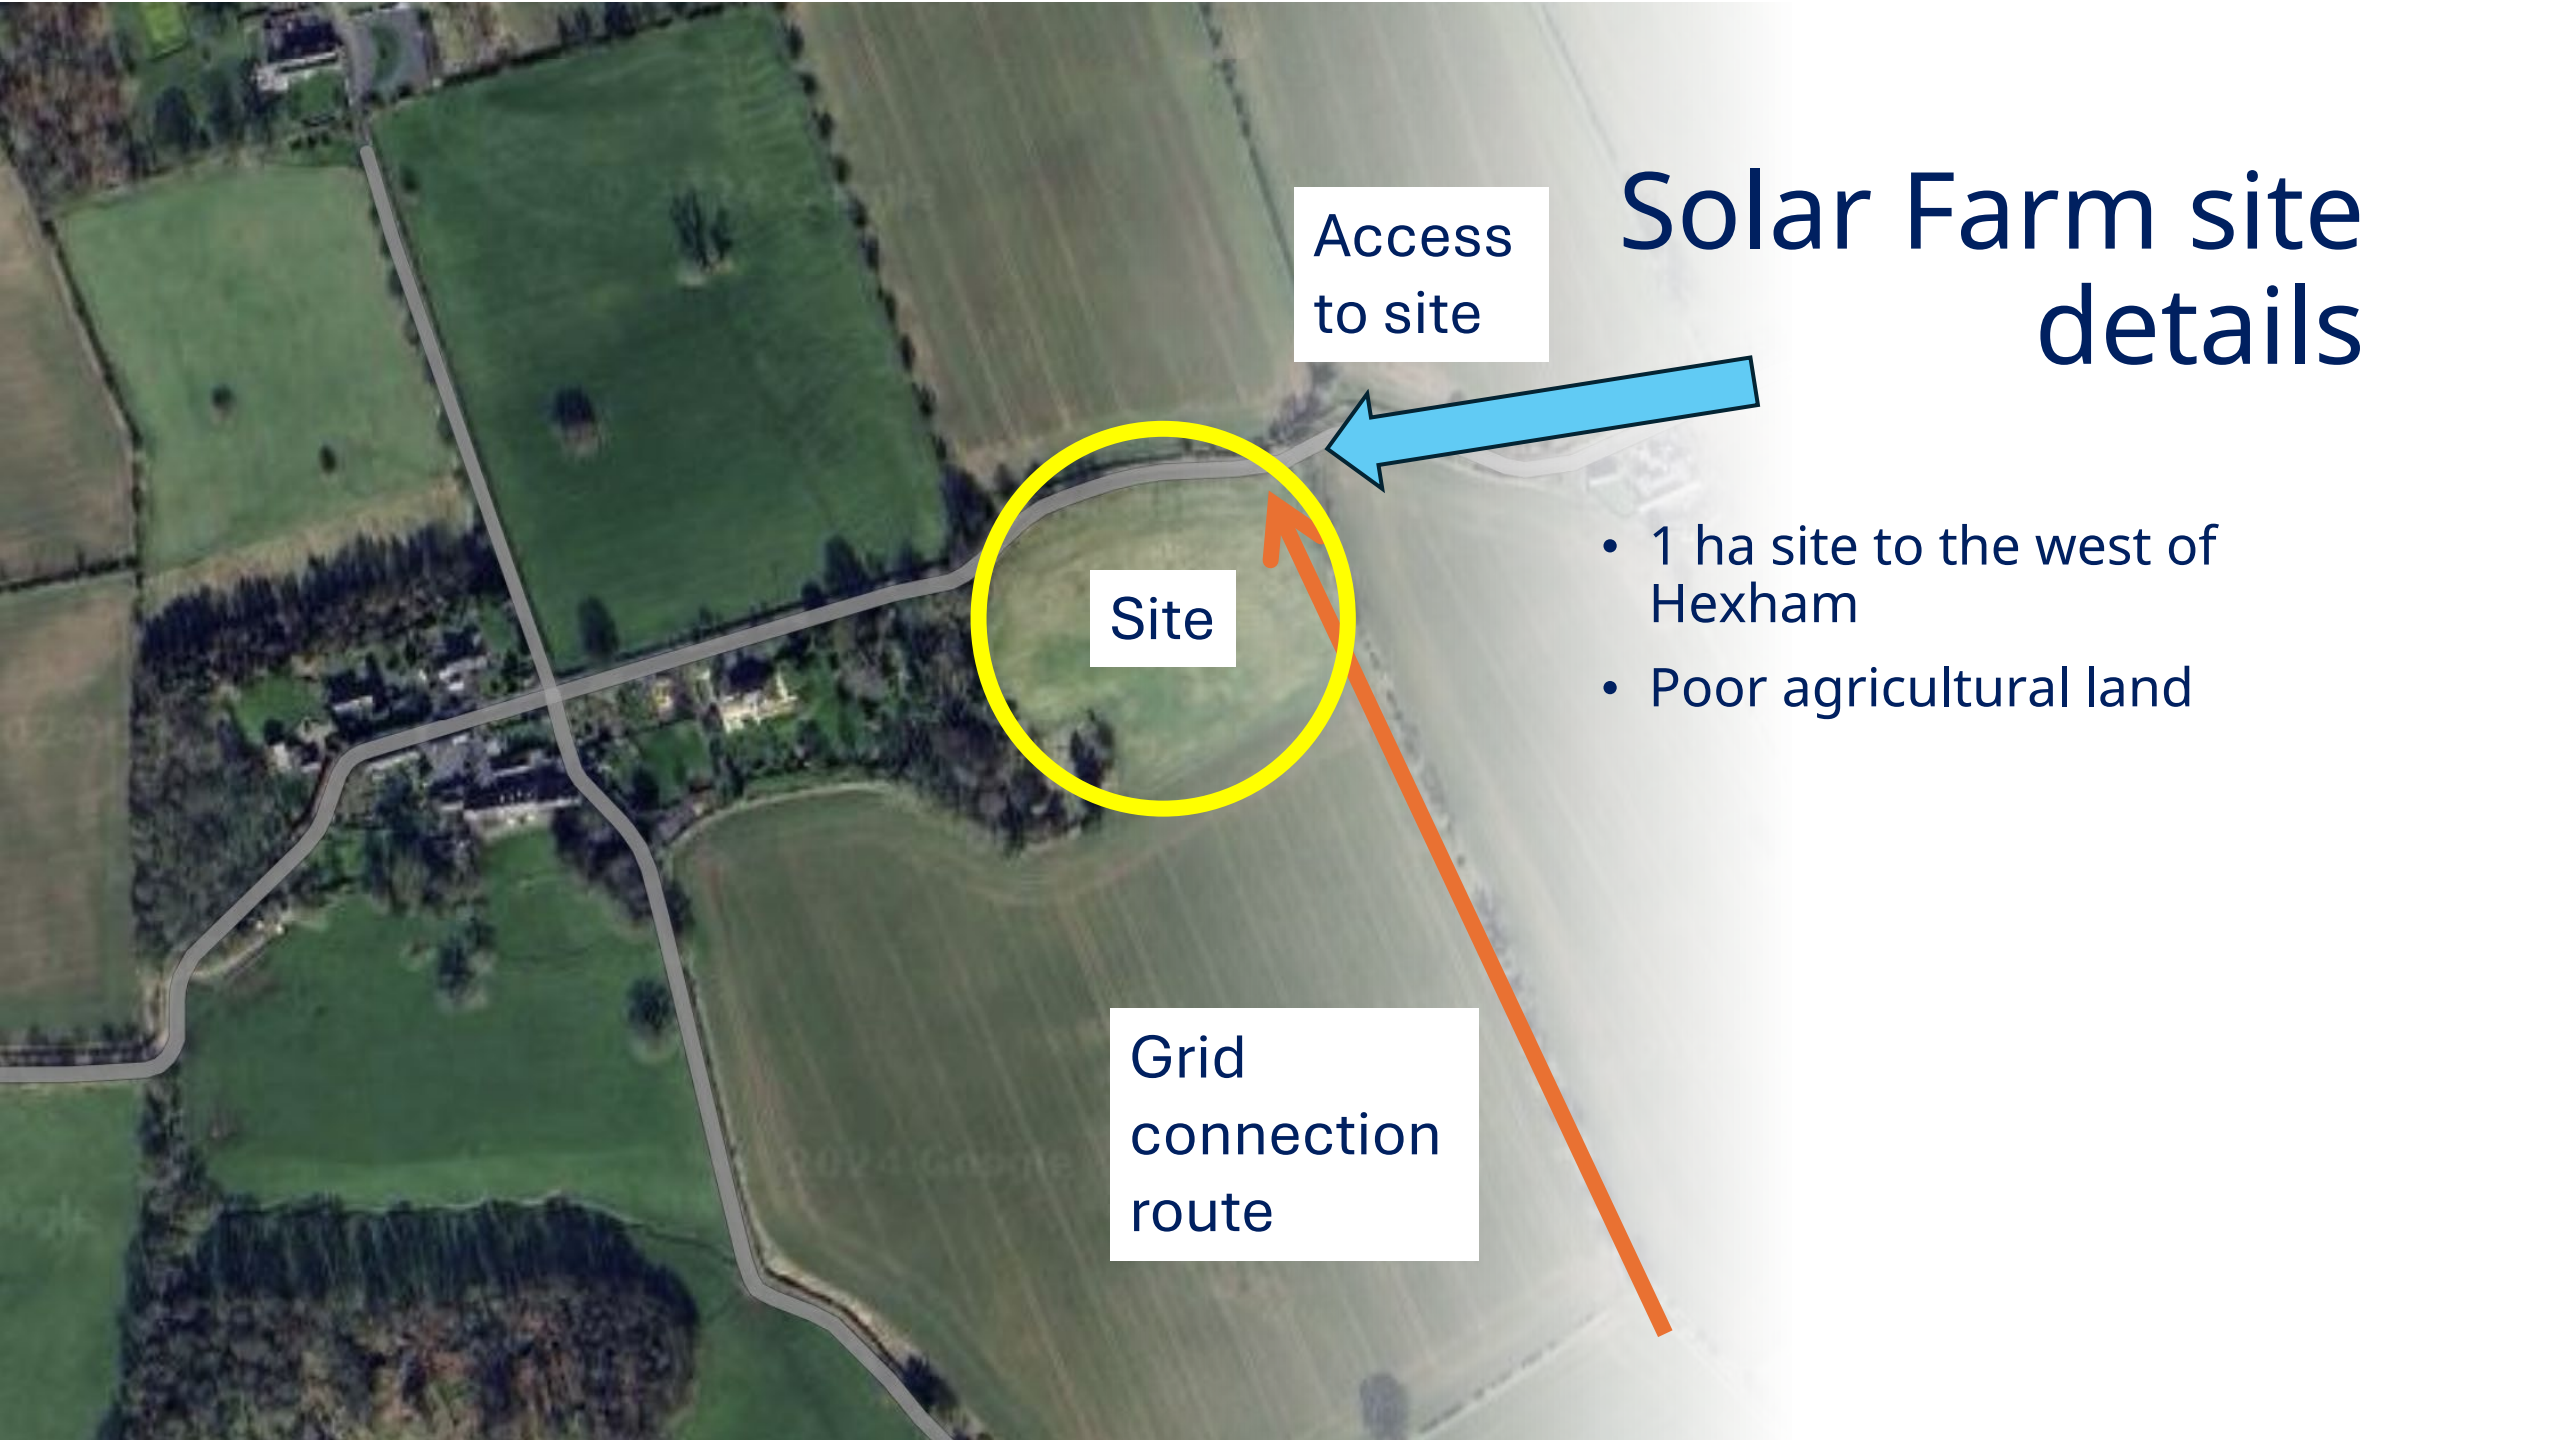 Solar Farm site
details
Access
to site
Site
• 1 ha site to the west of
Hexham
• Poor agricultural land
Grid
connection
route